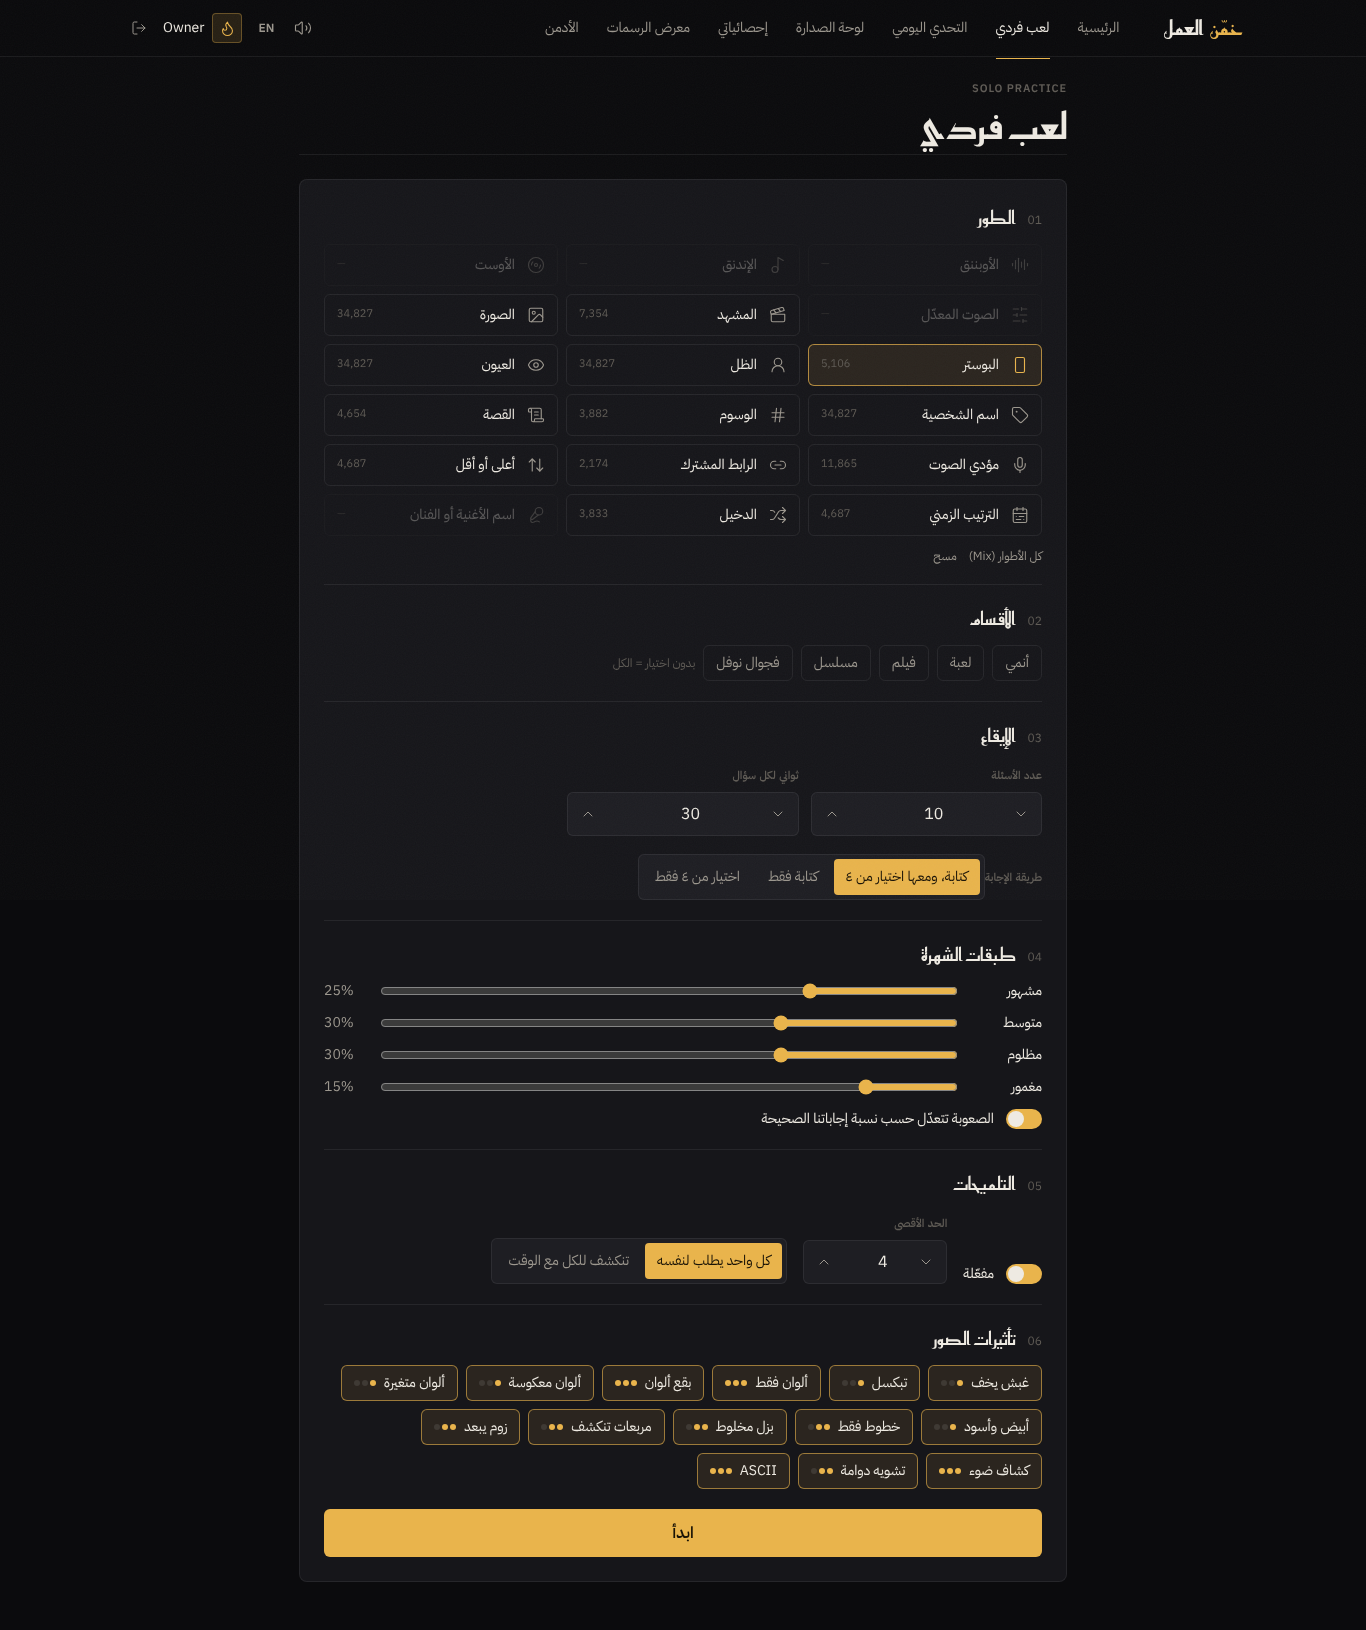 خمّن العمل الرئيسية لعب فردي التحدي اليومي لوحة الصدارة إحصائياتي معرض الرسمات الأدمن EN Owner
SOLO PRACTICE
لعب فردي
01 الطور
الأوبننق — الإندنق — الأوست —
الصوت المعدّل — المشهد 7,354 الصورة 34,827
البوستر 5,106 الظل 34,827 العيون 34,827
اسم الشخصية 34,827 الوسوم 3,882 القصة 4,654
مؤدي الصوت 11,865 الرابط المشترك 2,174 أعلى أو أقل 4,687
الترتيب الزمني 4,687 الدخيل 3,833 اسم الأغنية أو الفنان —
كل الأطوار (Mix) مسح
02 الأقسام
أنمي لعبة فيلم مسلسل فجوال نوفل بدون اختيار = الكل
03 الإيقاع
عدد الأسئلة ثواني لكل سؤال
10 30
طريقة الإجابة كتابة، ومعها اختيار من ٤ كتابة فقط اختيار من ٤ فقط
04 طبقات الشهرة
مشهور 25%
متوسط 30%
مظلوم 30%
مغمور 15%
الصعوبة تتعدّل حسب نسبة إجاباتنا الصحيحة
05 التلميحات
الحد الأقصى
مفعّلة 4 كل واحد يطلب لنفسه تنكشف للكل مع الوقت
06 تأثيرات الصور
غبش يخف تبكسل ألوان فقط بقع ألوان ألوان معكوسة ألوان متغيرة
أبيض وأسود خطوط فقط بزل مخلوط مربعات تنكشف زوم يبعد
كشاف ضوء تشويه دوامة ASCII
ابدأ